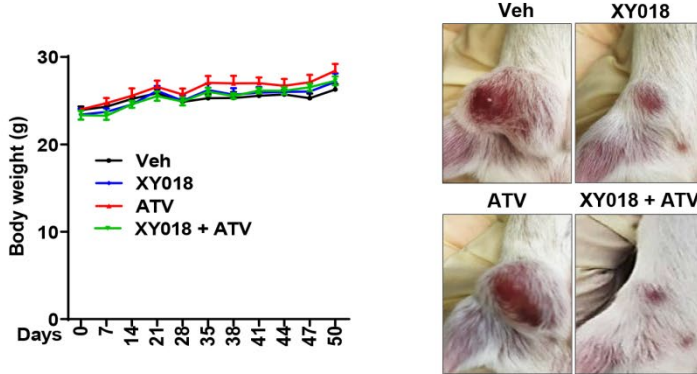 Body weight (g)
30
20
10
0
Veh
XY018
ATV
XY018 + ATV
Days
0
7
14
21
28
35
38
41
44
47
50
Veh
XY018
ATV
XY018 + ATV